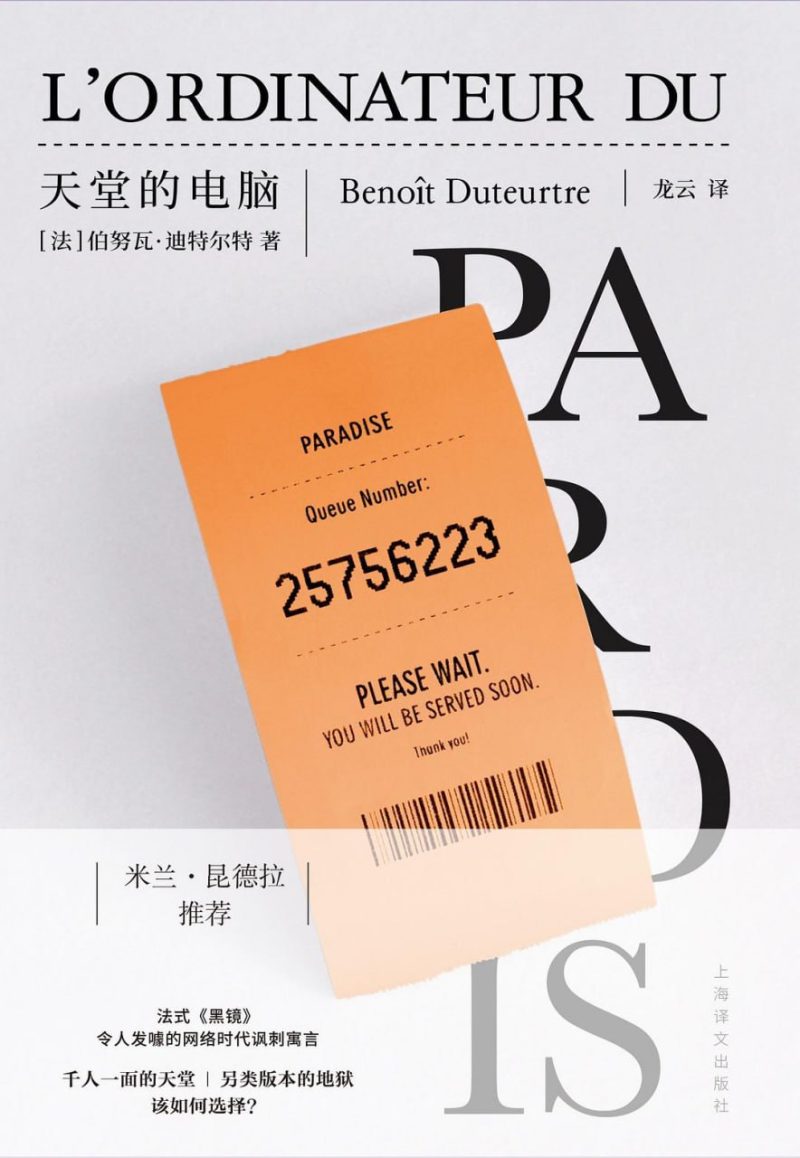 L’ORDINATEUR DU
天堂的电脑
[法]伯努瓦·迪特尔特 著
Benoît Duteurtre
龙云 译
PA
R
D
IS
PARADISE
Queue Number:
25756223
PLEASE WAIT.
YOU WILL BE SERVED SOON.
Thank you!
米兰·昆德拉
推荐
法式《黑镜》
令人发噱的网络时代讽刺寓言
千人一面的天堂 | 另类版本的地狱
该如何选择?
上海译文出版社